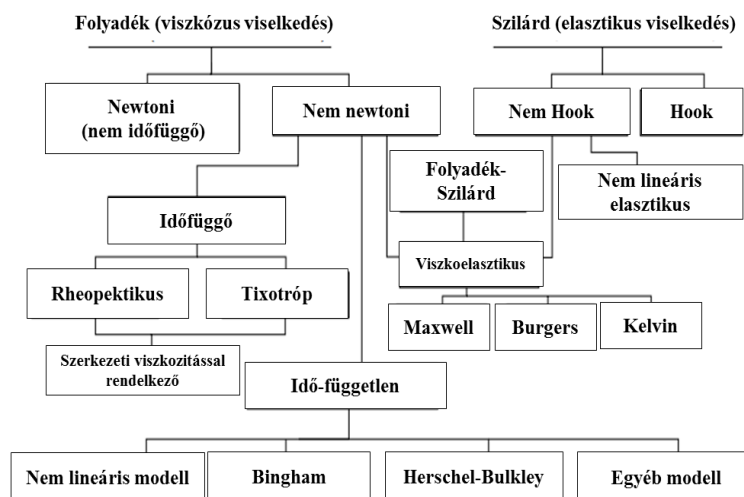 Folyadék (viszkózus viselkedés)
Szilárd (elasztikus viselkedés)
Newtoni
(nem időfüggő)
Nem newtoni
Nem Hook
Hook
Folyadék-
Szilárd
Nem lineáris
elasztikus
Időfüggő
Viszkoelasztikus
Rheopektikus
Tixotróp
Maxwell
Burgers
Kelvin
Szerkezeti viszkozitással
rendelkező
Idő-független
Nem lineáris modell
Bingham
Herschel-Bulkley
Egyéb modell